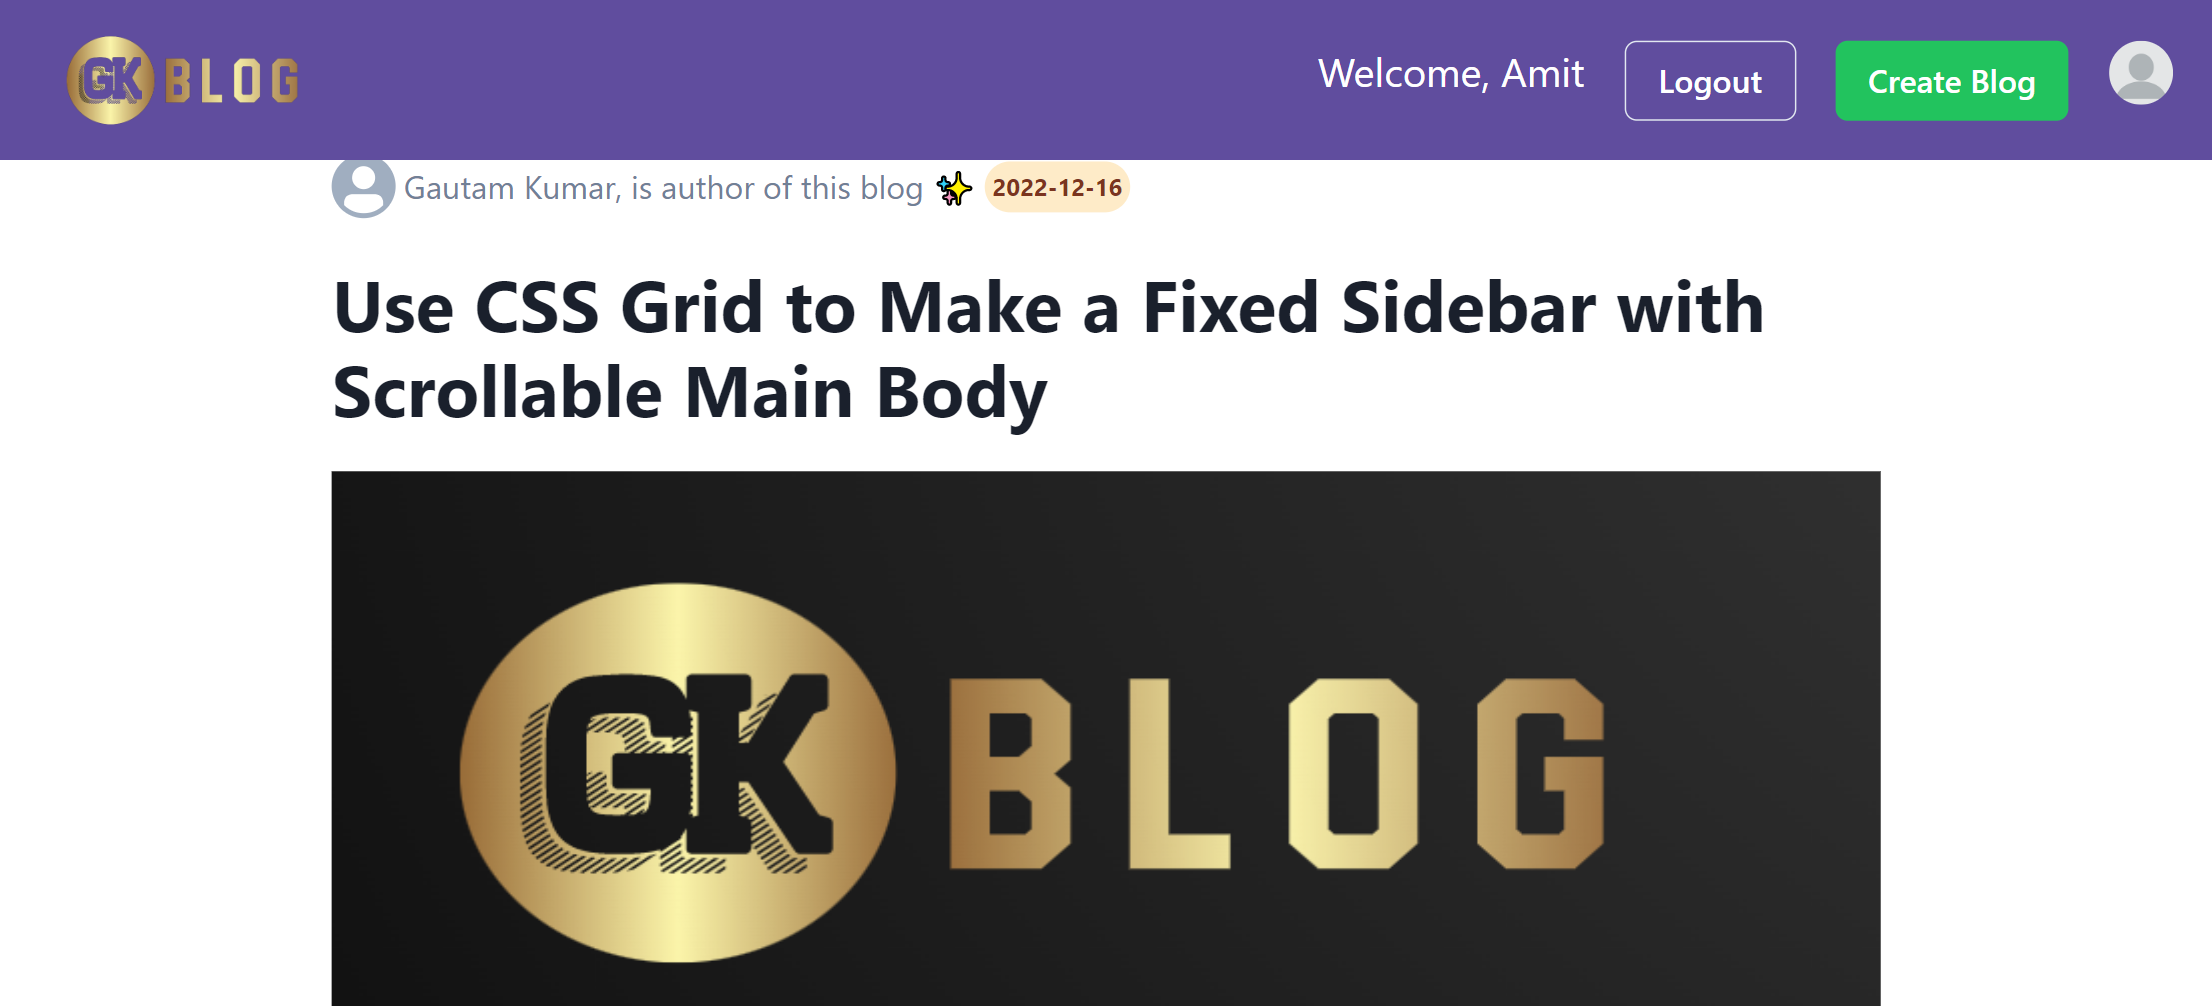 GK BLOG
Welcome, Amit
Logout
Create Blog
Gautam Kumar, is author of this blog ✨ 2022-12-16
Use CSS Grid to Make a Fixed Sidebar with
Scrollable Main Body
GK BLOG